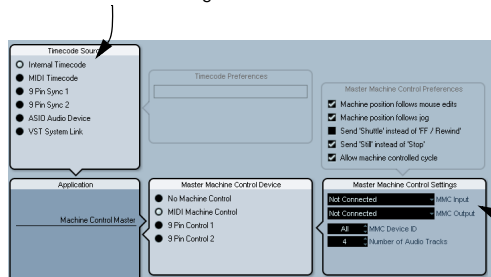 Timecode Source
Internal Timecode
MIDI Timecode
9 Pin Sync 1
9 Pin Sync 2
ASIO Audio Device
VST System Link
Timecode Preferences
Master Machine Control Preferences
Machine position follows mouse edits
Machine position follows jog
Send 'Shuttle' instead of 'FF / Rewind'
Send 'Still' instead of 'Stop'
Allow machine controlled cycle
Application
Machine Control Master
Master Machine Control Device
No Machine Control
MIDI Machine Control
9 Pin Control 1
9 Pin Control 2
Master Machine Control Settings
Not Connected MMC Input
Not Connected MMC Output
All MMC Device ID
4 Number of Audio Tracks